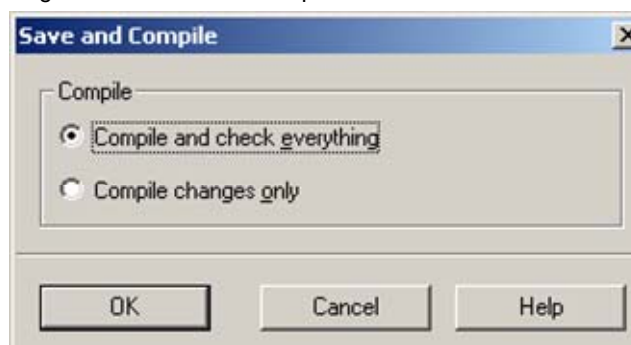 Save and Compile
Compile
Compile and check everything
Compile changes only
OK Cancel Help